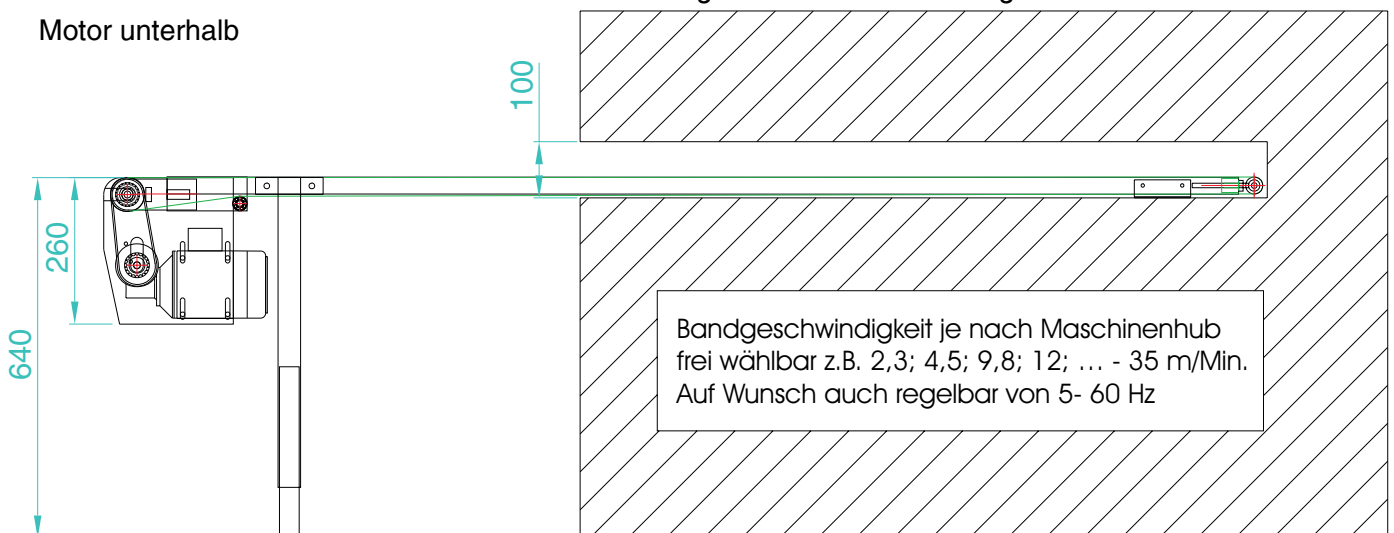 Motor unterhalb
100
260
640
Bandgeschwindigkeit je nach Maschinenhub
frei wählbar z.B. 2,3; 4,5; 9,8; 12; … - 35 m/Min.
Auf Wunsch auch regelbar von 5- 60 Hz